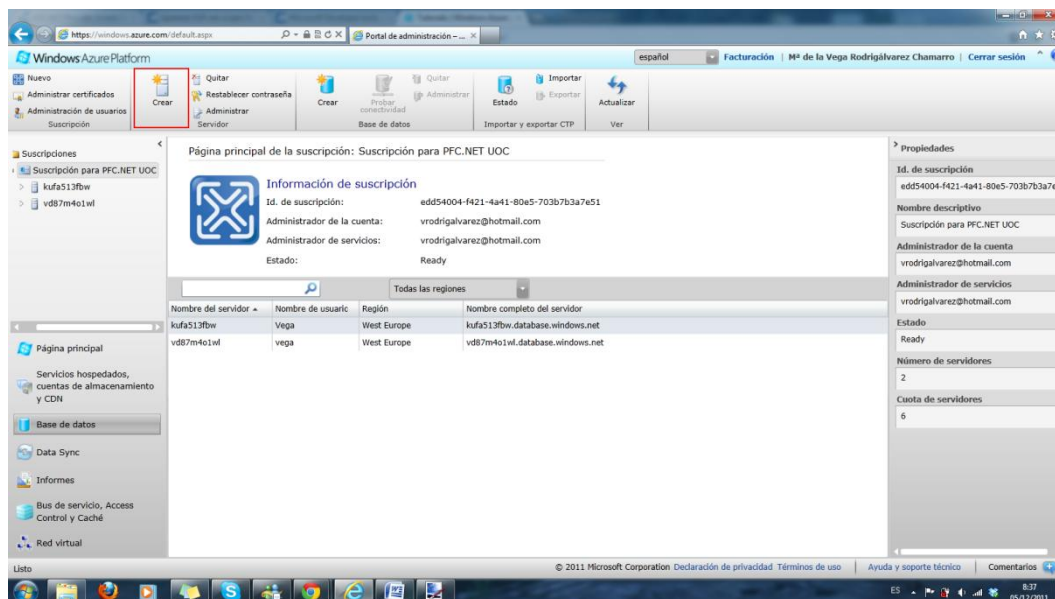 https://windows.azure.com/default.aspx
Portal de administración – ...
Windows Azure Platform
español
Facturación | Mª de la Vega Rodrigálvarez Chamarro | Cerrar sesión
Nuevo
Administrar certificados
Administración de usuarios
Suscripción
Crear
Quitar
Restablecer contraseña
Administrar
Servidor
Crear
Probar conectividad
Quitar
Administrar
Base de datos
Estado
Importar
Exportar
Importar y exportar CTP
Actualizar
Ver
Suscripciones
Suscripción para PFC.NET UOC
kufa513fbw
vd87m4o1wl
Página principal de la suscripción: Suscripción para PFC.NET UOC
Información de suscripción
Id. de suscripción: edd54004-f421-4a41-80e5-703b7b3a7e51
Administrador de la cuenta: vrodrigalvarez@hotmail.com
Administrador de servicios: vrodrigalvarez@hotmail.com
Estado: Ready
Todas las regiones
Nombre del servidor Nombre de usuaric Región Nombre completo del servidor
kufa513fbw Vega West Europe kufa513fbw.database.windows.net
vd87m4o1wl vega West Europe vd87m4o1wl.database.windows.net
Propiedades
Id. de suscripción
edd54004-f421-4a41-80e5-703b7b3a7e
Nombre descriptivo
Suscripción para PFC.NET UOC
Administrador de la cuenta
vrodrigalvarez@hotmail.com
Administrador de servicios
vrodrigalvarez@hotmail.com
Estado
Ready
Número de servidores
2
Cuota de servidores
6
Página principal
Servicios hospedados,
cuentas de almacenamiento
y CDN
Base de datos
Data Sync
Informes
Bus de servicio, Access
Control y Caché
Red virtual
Listo
© 2011 Microsoft Corporation Declaración de privacidad Términos de uso
Ayuda y soporte técnico | Comentarios
ES
8:37
05/12/2011